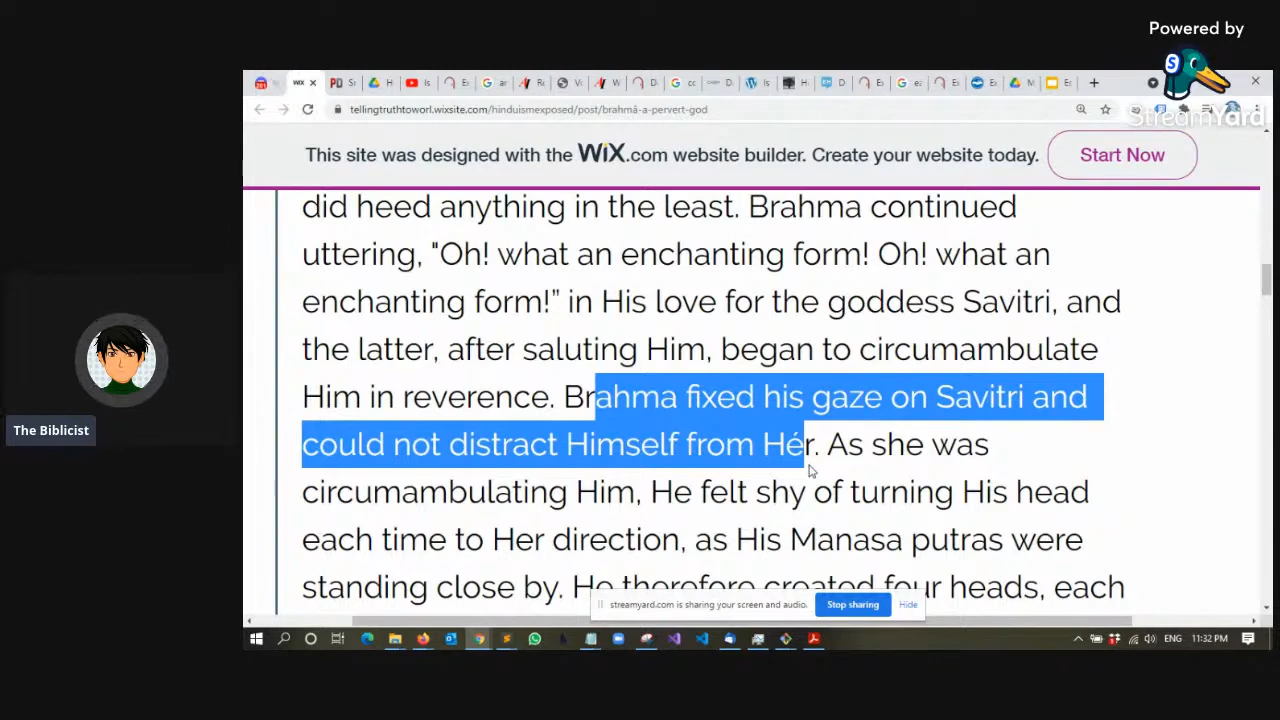 Powered by
StreamYard
WIX
PD
tellingtruthtoworl.wixsite.com/hinduismexposed/post/brahmā-a-pervert-god
This site was designed with the WiX.com website builder. Create your website today.
Start Now
did heed anything in the least. Brahma continued
uttering, "Oh! what an enchanting form! Oh! what an
enchanting form!” in His love for the goddess Savitri, and
the latter, after saluting Him, began to circumambulate
Him in reverence. Brahma fixed his gaze on Savitri and
could not distract Himself from Hér. As she was
circumambulating Him, He felt shy of turning His head
each time to Her direction, as His Manasa putras were
standing close by. He therefore created four heads, each
The Biblicist
streamyard.com is sharing your screen and audio.
Stop sharing
Hide
ENG
11:32 PM